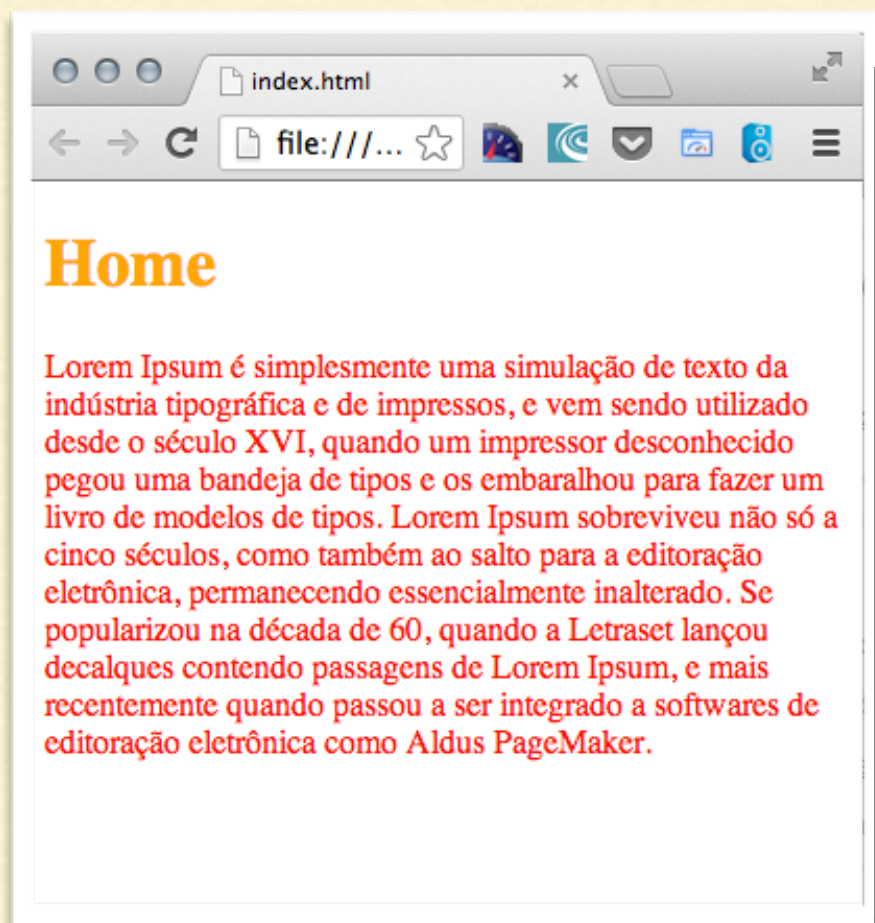 index.html
file:///...
Home
Lorem Ipsum é simplesmente uma simulação de texto da
indústria tipográfica e de impressos, e vem sendo utilizado
desde o século XVI, quando um impressor desconhecido
pegou uma bandeja de tipos e os embaralhou para fazer um
livro de modelos de tipos. Lorem Ipsum sobreviveu não só a
cinco séculos, como também ao salto para a editoração
eletrônica, permanecendo essencialmente inalterado. Se
popularizou na década de 60, quando a Letraset lançou
decalques contendo passagens de Lorem Ipsum, e mais
recentemente quando passou a ser integrado a softwares de
editoração eletrônica como Aldus PageMaker.